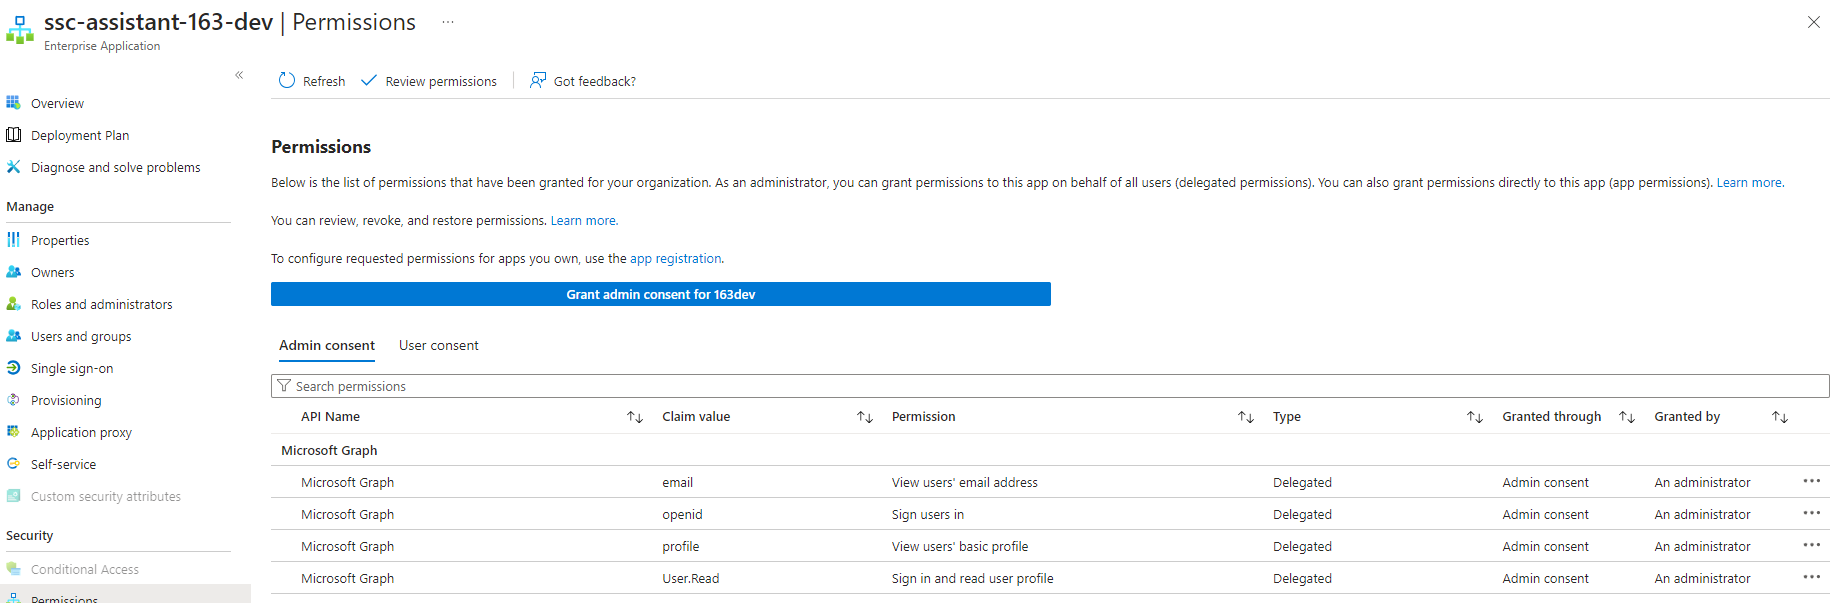 ssc-assistant-163-dev | Permissions ...
Enterprise Application
«
Refresh Review permissions Got feedback?
Overview
Deployment Plan
Diagnose and solve problems
Manage
Properties
Owners
Roles and administrators
Users and groups
Single sign-on
Provisioning
Application proxy
Self-service
Custom security attributes
Security
Conditional Access
Permissions
Permissions
Below is the list of permissions that have been granted for your organization. As an administrator, you can grant permissions to this app on behalf of all users (delegated permissions). You can also grant permissions directly to this app (app permissions). Learn more.
You can review, revoke, and restore permissions. Learn more.
To configure requested permissions for apps you own, use the app registration.
Grant admin consent for 163dev
Admin consent User consent
Search permissions
API Name Claim value Permission Type Granted through Granted by
Microsoft Graph
Microsoft Graph email View users' email address Delegated Admin consent An administrator
Microsoft Graph openid Sign users in Delegated Admin consent An administrator
Microsoft Graph profile View users' basic profile Delegated Admin consent An administrator
Microsoft Graph User.Read Sign in and read user profile Delegated Admin consent An administrator